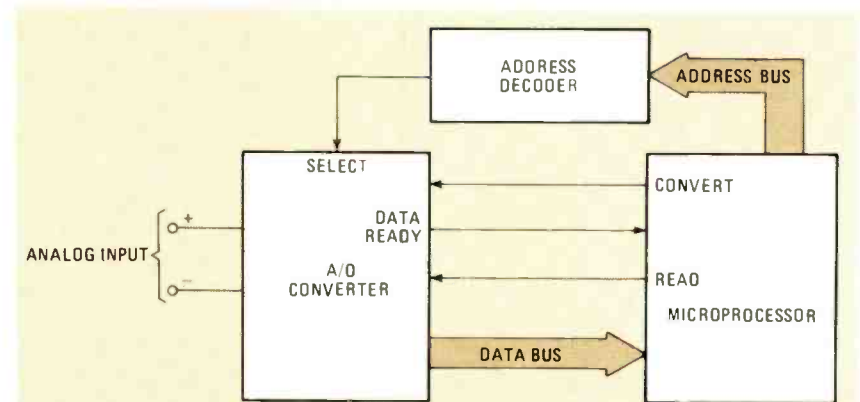 ADDRESS
DECODER
ADDRESS BUS
SELECT
CONVERT
DATA
READY
ANALOG INPUT
+
−
A/D
CONVERTER
READ
MICROPROCESSOR
DATA BUS